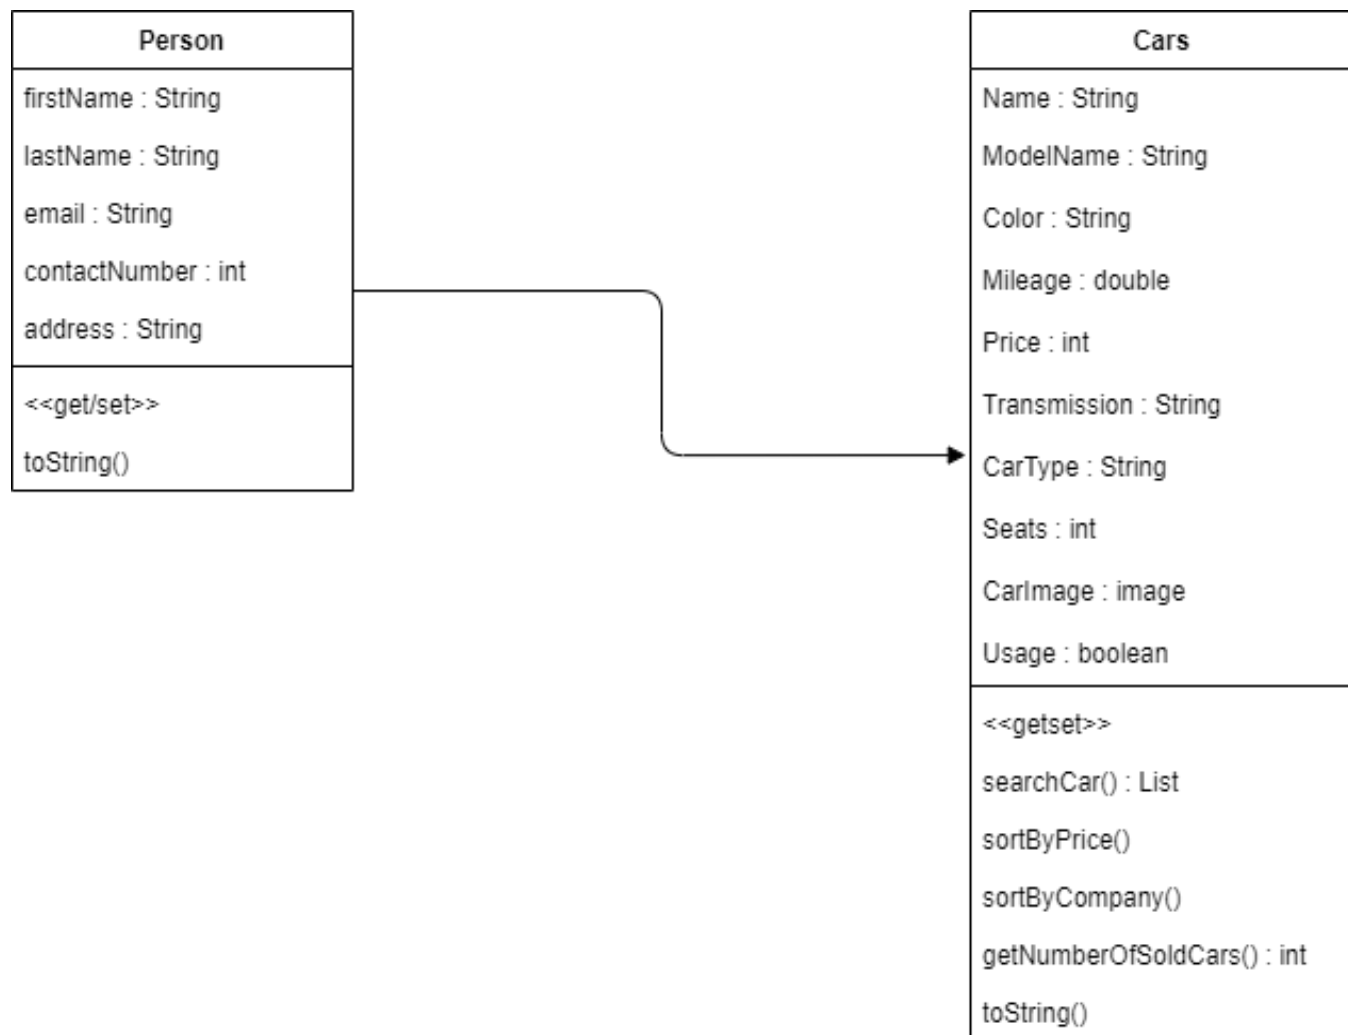 Person
firstName : String
lastName : String
email : String
contactNumber : int
address : String
<<get/set>>
toString()
Cars
Name : String
ModelName : String
Color : String
Mileage : double
Price : int
Transmission : String
CarType : String
Seats : int
CarImage : image
Usage : boolean
<<getset>>
searchCar() : List
sortByPrice()
sortByCompany()
getNumberOfSoldCars() : int
toString()